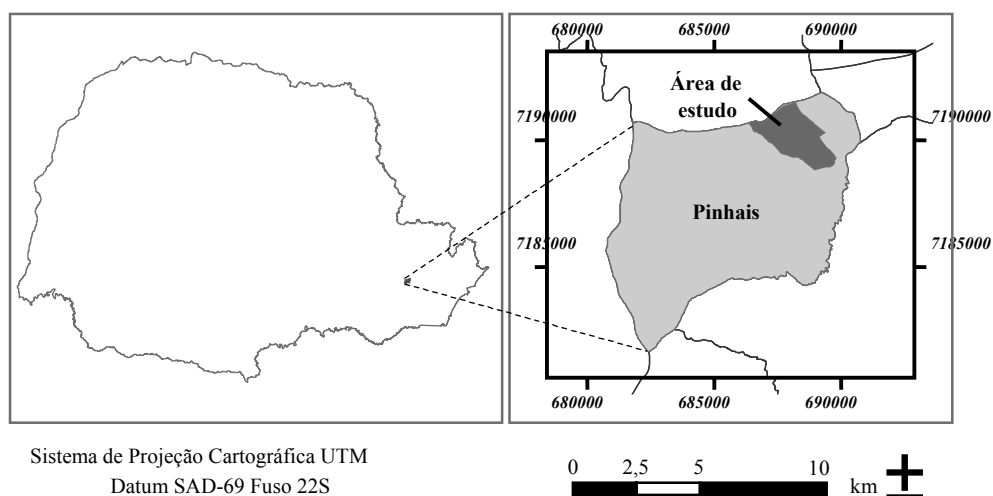 680000 685000 690000
Área de
estudo
7190000 7190000
Pinhais
7185000 7185000
680000 685000 690000
Sistema de Projeção Cartográfica UTM
Datum SAD-69 Fuso 22S
0 2,5 5 10
km